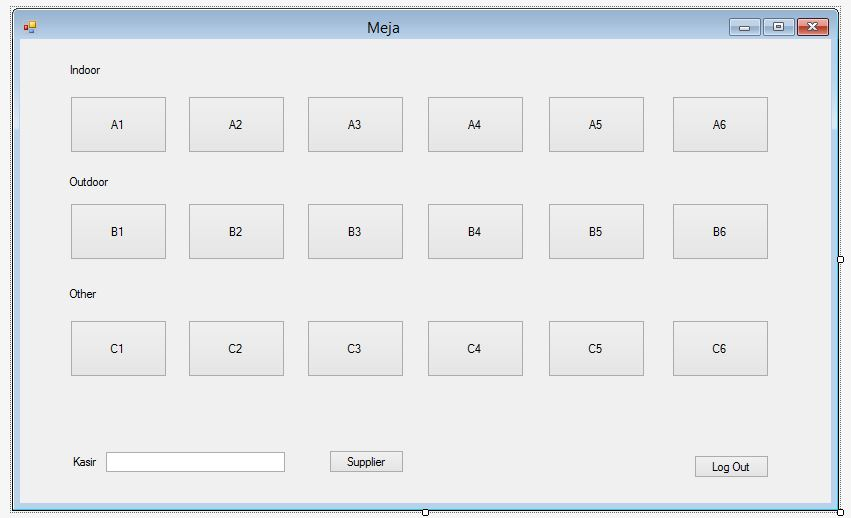 Meja
Indoor
A1 A2 A3 A4 A5 A6
Outdoor
B1 B2 B3 B4 B5 B6
Other
C1 C2 C3 C4 C5 C6
Kasir Supplier Log Out